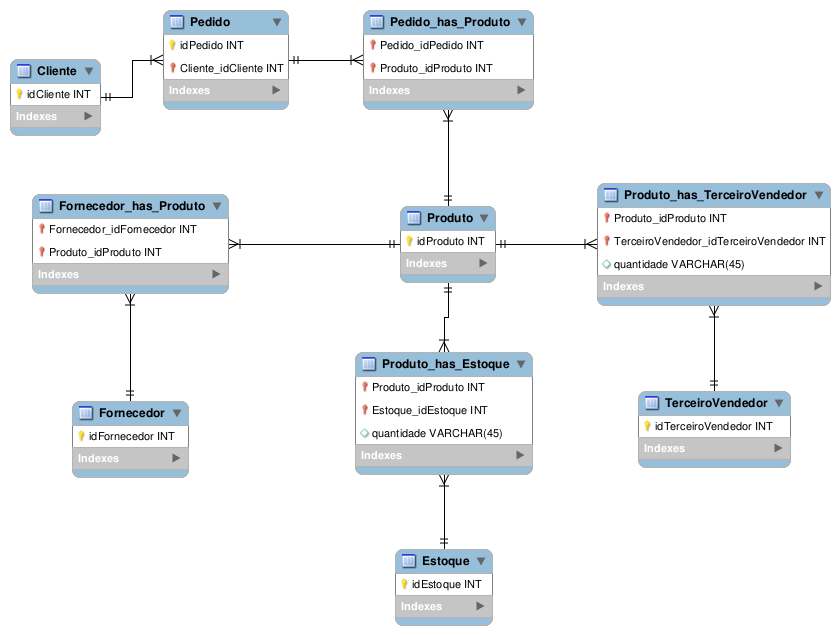 Pedido
idPedido INT
Cliente_idCliente INT
Indexes
Pedido_has_Produto
Pedido_idPedido INT
Produto_idProduto INT
Indexes
Cliente
idCliente INT
Indexes
Fornecedor_has_Produto
Fornecedor_idFornecedor INT
Produto_idProduto INT
Indexes
Produto
idProduto INT
Indexes
Produto_has_TerceiroVendedor
Produto_idProduto INT
TerceiroVendedor_idTerceiroVendedor INT
quantidade VARCHAR(45)
Indexes
Produto_has_Estoque
Produto_idProduto INT
Estoque_idEstoque INT
quantidade VARCHAR(45)
Indexes
Fornecedor
idFornecedor INT
Indexes
TerceiroVendedor
idTerceiroVendedor INT
Indexes
Estoque
idEstoque INT
Indexes